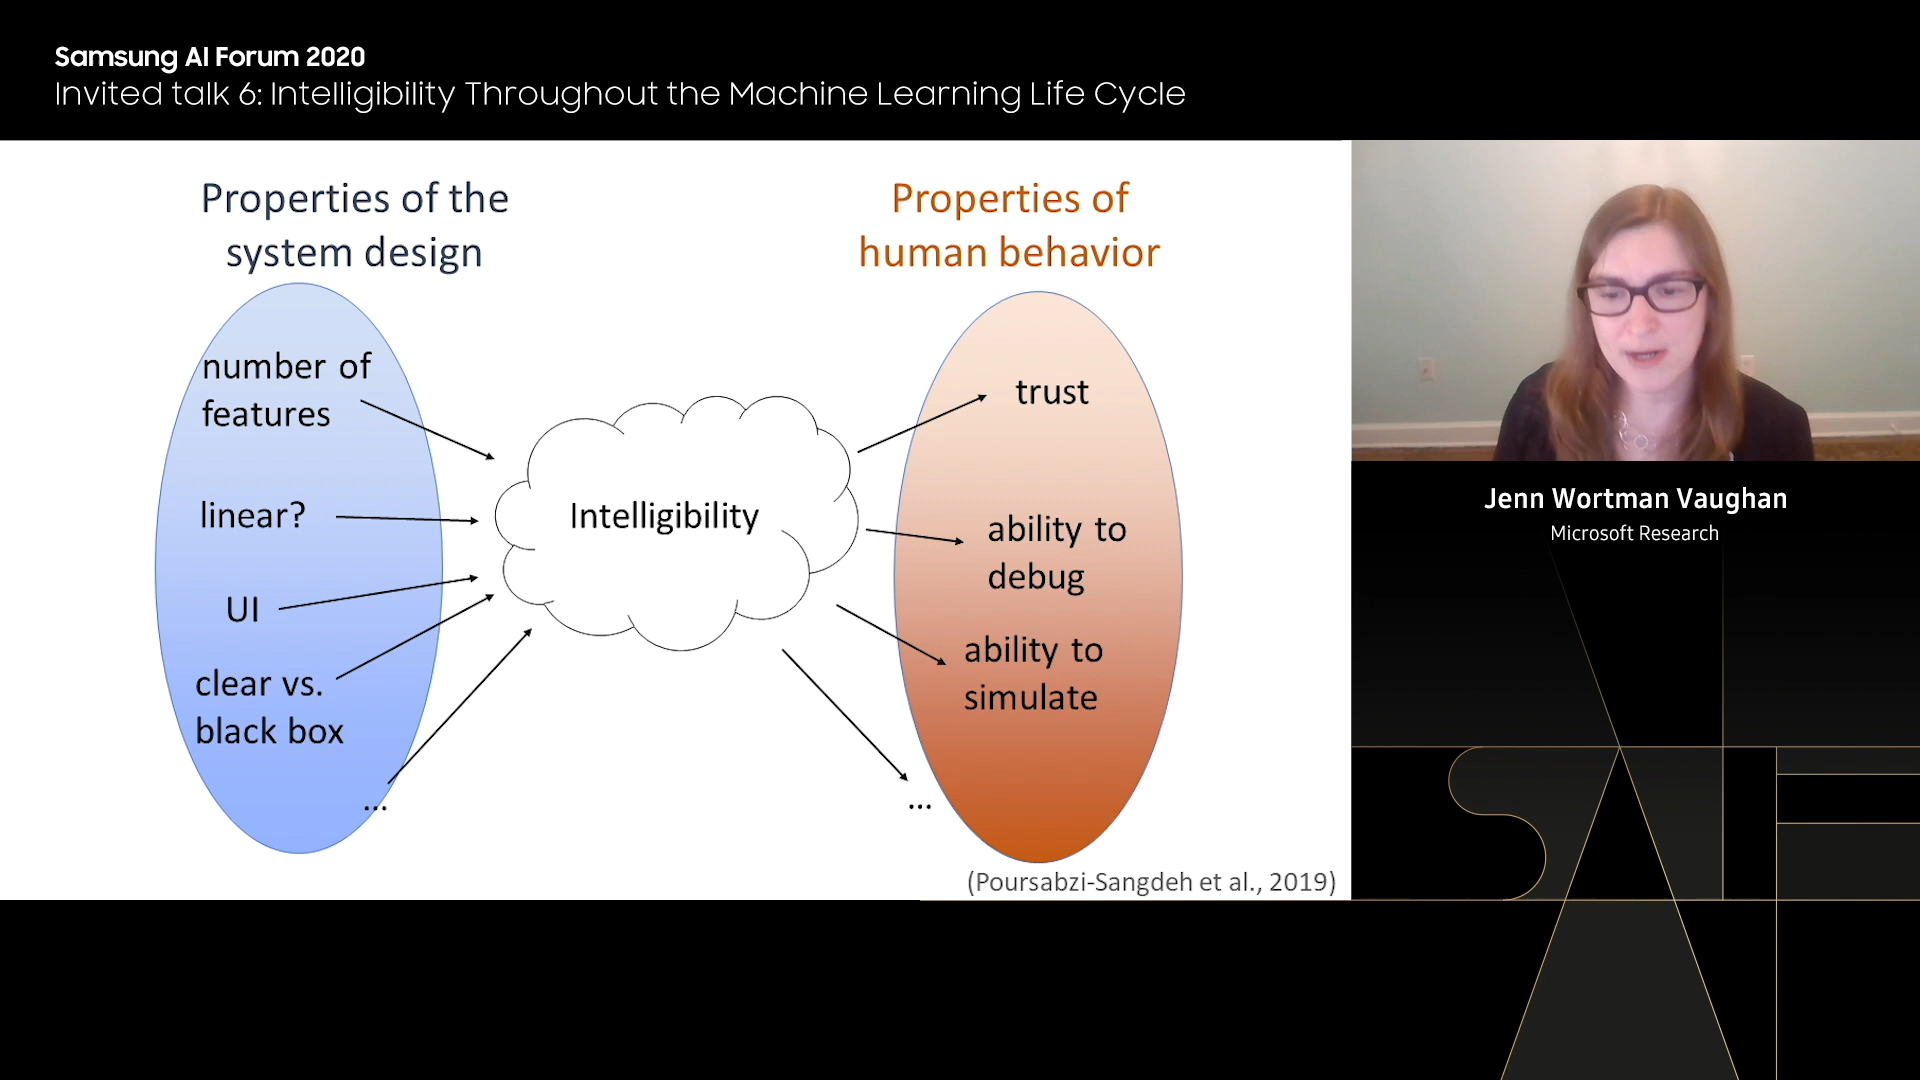 Samsung AI Forum 2020
Invited talk 6: Intelligibility Throughout the Machine Learning Life Cycle
Properties of the
system design
number of
features
linear?
UI
clear vs.
black box
...
Intelligibility
Properties of
human behavior
trust
ability to
debug
ability to
simulate
...
(Poursabzi-Sangdeh et al., 2019)
Jenn Wortman Vaughan
Microsoft Research